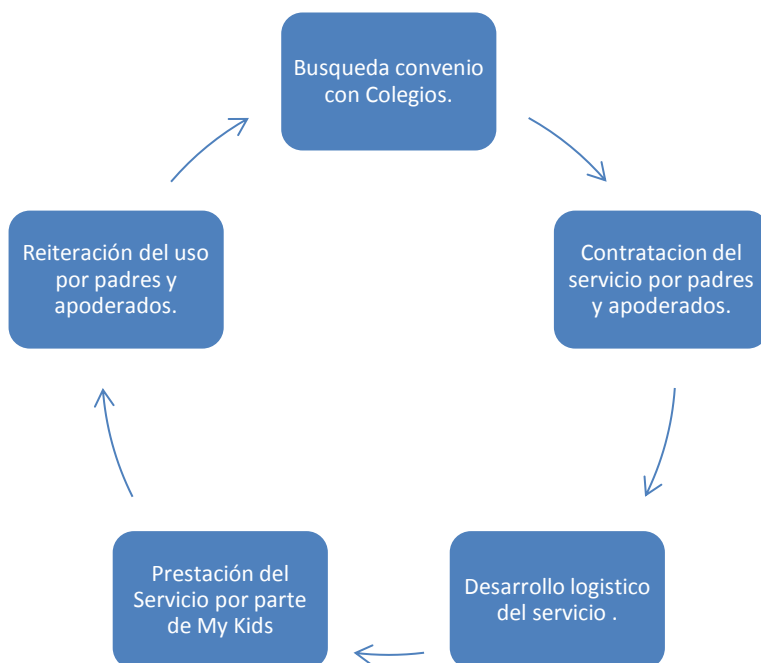 Busqueda convenio
con Colegios.
Contratacion del
servicio por padres
y apoderados.
Desarrollo logistico
del servicio .
Prestación del
Servicio por parte
de My Kids
Reiteración del uso
por padres y
apoderados.